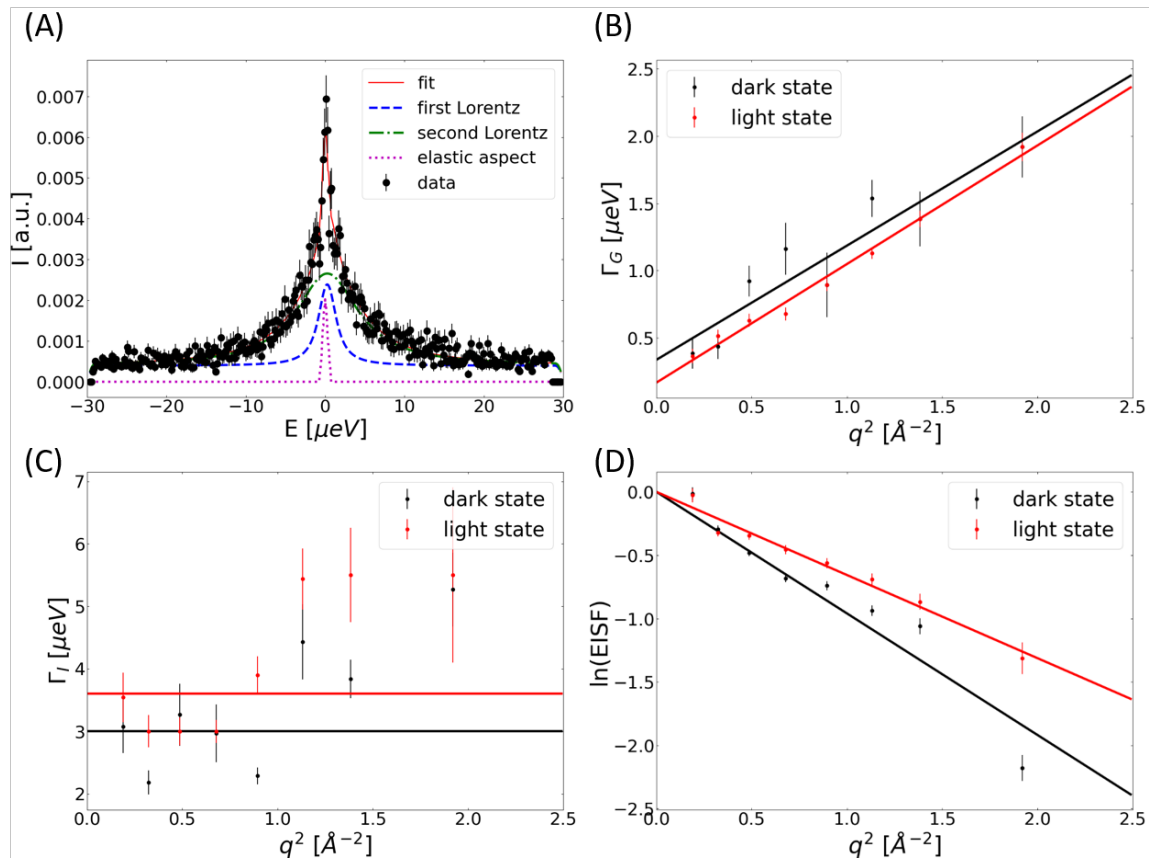 (A)
fit
first Lorentz
second Lorentz
elastic aspect
data
0.007
0.006
0.005
0.004
0.003
0.002
0.001
0.000
I [a.u.]
−30 −20 −10 0 10 20 30
E [μeV]
(B)
dark state
light state
2.5
2.0
1.5
1.0
0.5
Γ_G [μeV]
0.0 0.5 1.0 1.5 2.0 2.5
q² [Å⁻²]
(C)
dark state
light state
7
6
5
4
3
2
Γ_I [μeV]
0.0 0.5 1.0 1.5 2.0 2.5
q² [Å⁻²]
(D)
dark state
light state
0.0
−0.5
−1.0
−1.5
−2.0
−2.5
ln(EISF)
0.0 0.5 1.0 1.5 2.0 2.5
q² [Å⁻²]